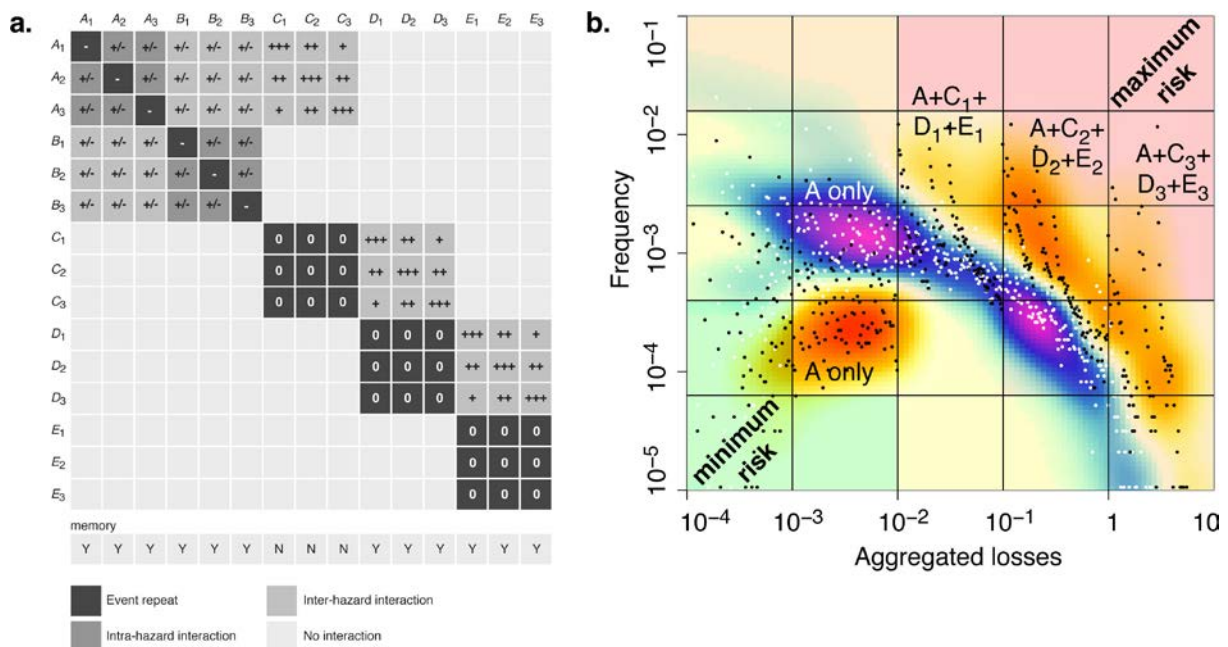 a.
A1 A2 A3 B1 B2 B3 C1 C2 C3 D1 D2 D3 E1 E2 E3
A1 - +/- +/- +/- +/- +/- +++ ++ +
A2 +/- - +/- +/- +/- +/- ++ +++ ++
A3 +/- +/- - +/- +/- +/- + ++ +++
B1 +/- +/- +/- - +/- +/-
B2 +/- +/- +/- +/- - +/-
B3 +/- +/- +/- +/- +/- -
C1 0 0 0 +++ ++ +
C2 0 0 0 ++ +++ ++
C3 0 0 0 + ++ +++
D1 0 0 0 +++ ++ +
D2 0 0 0 ++ +++ ++
D3 0 0 0 + ++ +++
E1 0 0 0
E2 0 0 0
E3 0 0 0
memory
Y Y Y Y Y Y N N N Y Y Y Y Y Y
Event repeat
Inter-hazard interaction
Intra-hazard interaction
No interaction
b.
Frequency
10−1
10−2
10−3
10−4
10−5
maximum
risk
A+C1+
D1+E1
A+C2+
D2+E2
A+C3+
D3+E3
A only
A only
minimum
risk
10−4 10−3 10−2 10−1 1 10
Aggregated losses